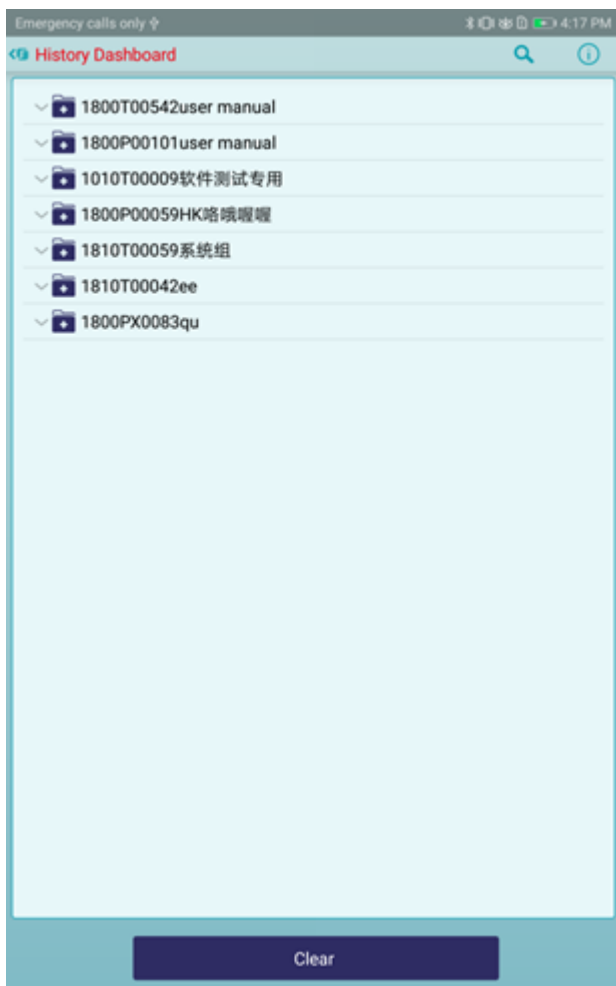 Emergency calls only
4:17 PM
History Dashboard
1800T00542user manual
1800P00101user manual
1010T00009软件测试专用
1800P00059HK咯哦喔喔
1810T00059系统组
1810T00042ee
1800PX0083qu
Clear